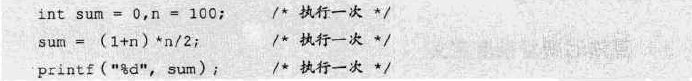 int sum = 0,n = 100; /* 执行一次 */
sum = (1+n)*n/2; /* 执行一次 */
printf("%d", sum); /* 执行一次 */